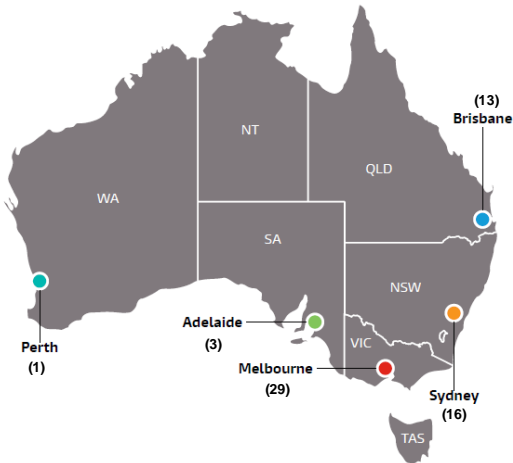 (13)
Brisbane
NT
QLD
WA
SA
NSW
Adelaide
(3)
VIC
Perth
(1)
Melbourne
(29)
Sydney
(16)
TAS